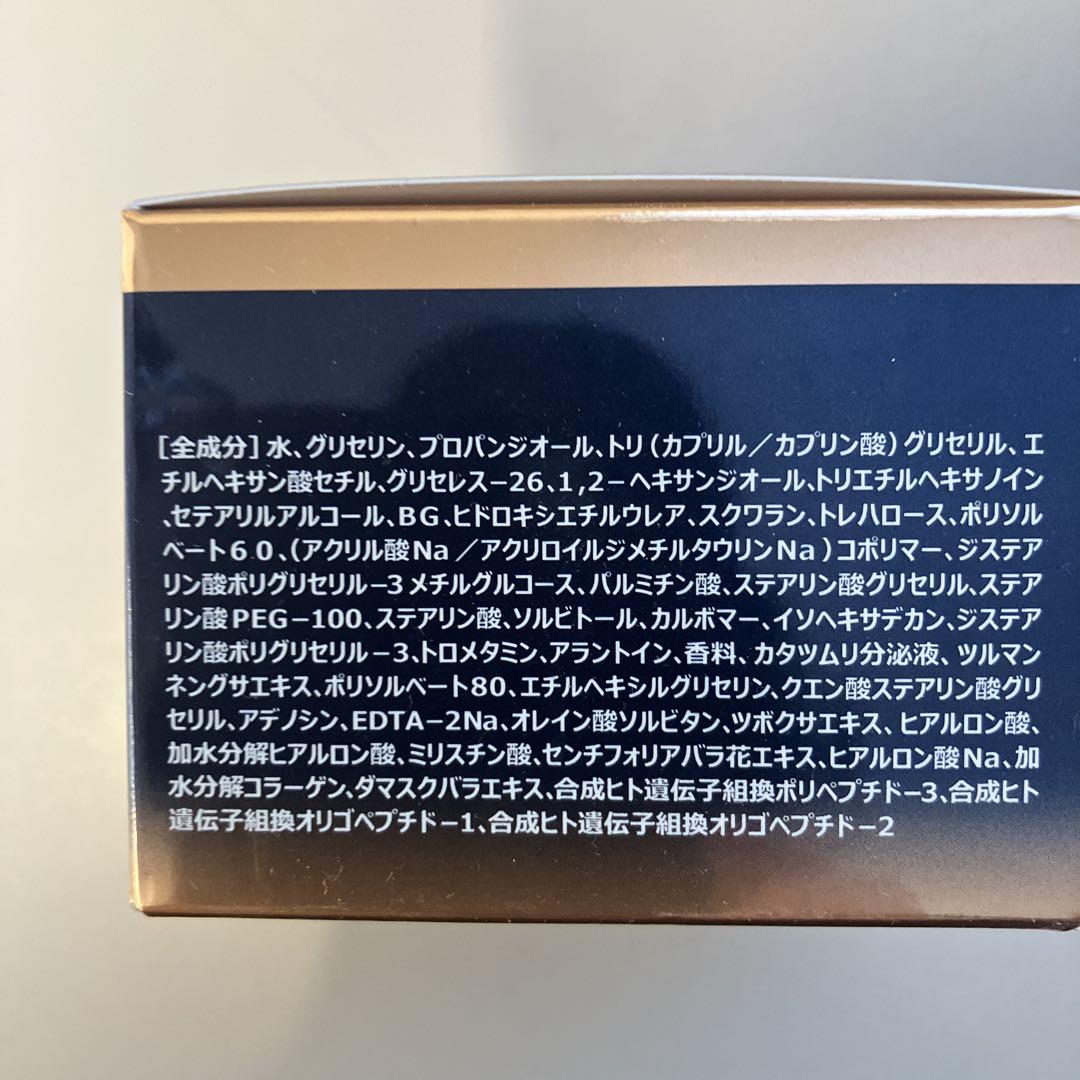 [全成分]水、グリセリン、プロパンジオール、トリ(カプリル／カプリン酸)グリセリル、エ
チルヘキサン酸セチル、グリセレス−26、1,2−ヘキサンジオール、トリエチルヘキサノイン
、セテアリルアルコール、BG、ヒドロキシエチルウレア、スクワラン、トレハロース、ポリソル
ベート60、(アクリル酸Na／アクリロイルジメチルタウリンNa)コポリマー、ジステア
リン酸ポリグリセリル−3メチルグルコース、パルミチン酸、ステアリン酸グリセリル、ステア
リン酸PEG−100、ステアリン酸、ソルビトール、カルボマー、イソヘキサデカン、ジステア
リン酸ポリグリセリル−3、トロメタミン、アラントイン、香料、カタツムリ分泌液、ツルマン
ネングサエキス、ポリソルベート80、エチルヘキシルグリセリン、クエン酸ステアリン酸グリ
セリル、アデノシン、EDTA−2Na、オレイン酸ソルビタン、ツボクサエキス、ヒアルロン酸、
加水分解ヒアルロン酸、ミリスチン酸、センチフォリアバラ花エキス、ヒアルロン酸Na、加
水分解コラーゲン、ダマスクバラエキス、合成ヒト遺伝子組換ポリペプチド−3、合成ヒト
遺伝子組換オリゴペプチド−1、合成ヒト遺伝子組換オリゴペプチド−2